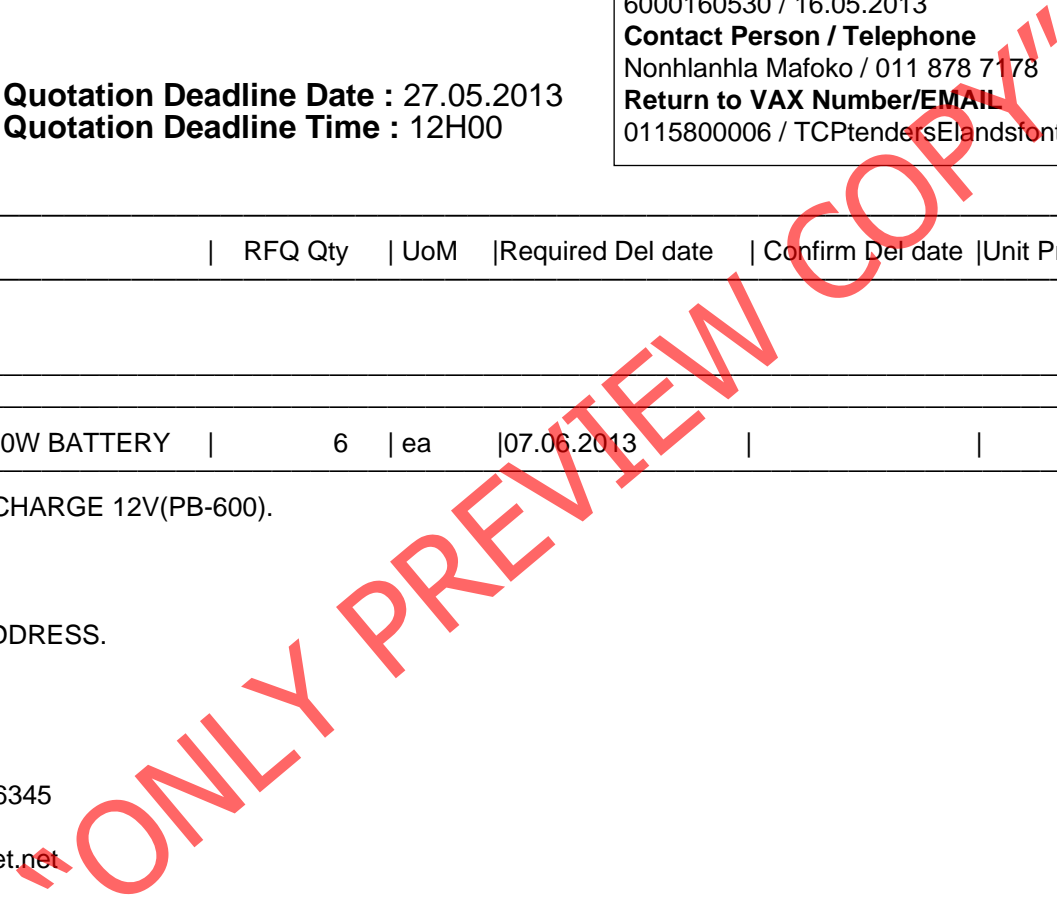 6000160530 / 16.05.2013
Contact Person / Telephone
Nonhlanhla Mafoko / 011 878 7178
Quotation Deadline Date : 27.05.2013
Return to VAX Number/EMAIL
Quotation Deadline Time : 12H00
0115800006 / TCPtendersElandsfont
| RFQ Qty | UoM |Required Del date | Confirm Del date |Unit Pr
0W BATTERY | 6 | ea |07.06.2013 | |
CHARGE 12V(PB-600).
DDRESS.
6345
et.net
"ONLY PREVIEW COPY"